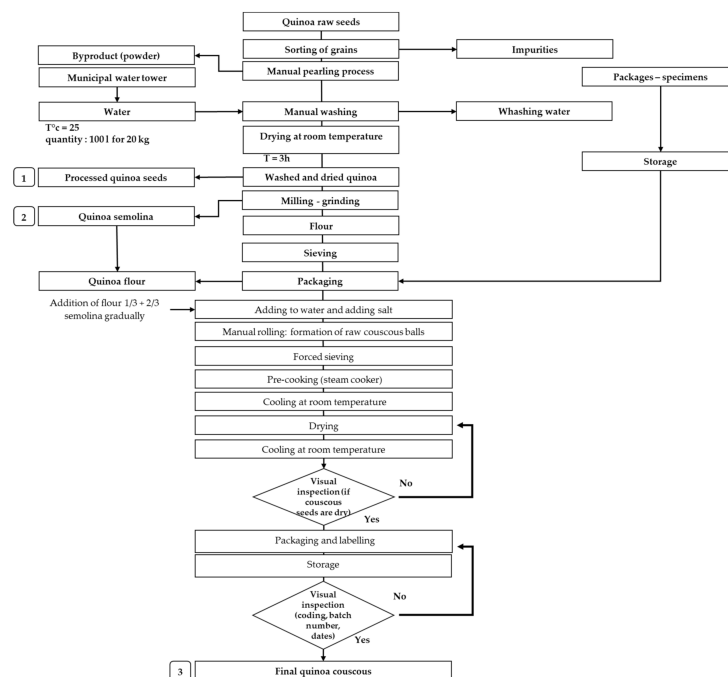 Quinoa raw seeds
Byproduct (powder)
Sorting of grains
Impurities
Manual pearling process
Municipal water tower
Packages – specimens
Water
Manual washing
Whashing water
T°c = 25
quantity : 100 l for 20 kg
Drying at room temperature
T = 3h
Storage
1
Processed quinoa seeds
Washed and dried quinoa
Milling - grinding
2
Quinoa semolina
Flour
Sieving
Quinoa flour
Packaging
Addition of flour 1/3 + 2/3
semolina gradually
Adding to water and adding salt
Manual rolling: formation of raw couscous balls
Forced sieving
Pre-cooking (steam cooker)
Cooling at room temperature
Drying
Cooling at room temperature
Visual
inspection (if
couscous
seeds are dry)
No
Yes
Packaging and labelling
Storage
Visual
inspection
(coding, batch
number,
dates)
No
Yes
3
Final quinoa couscous